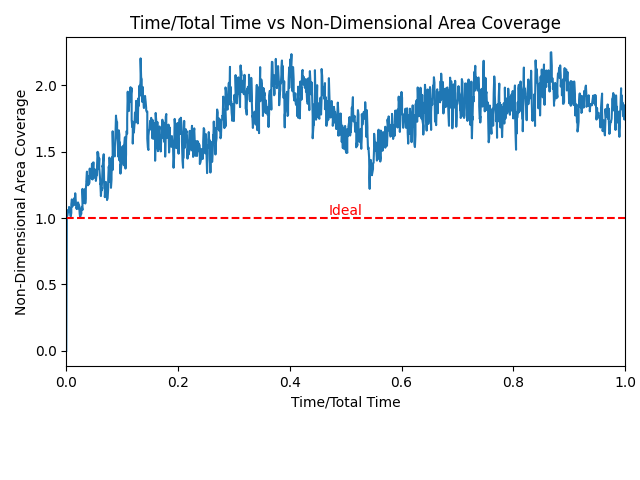 Time/Total Time vs Non-Dimensional Area Coverage
Non-Dimensional Area Coverage
2.0
1.5
1.0
0.5
0.0
Ideal
0.0 0.2 0.4 0.6 0.8 1.0
Time/Total Time